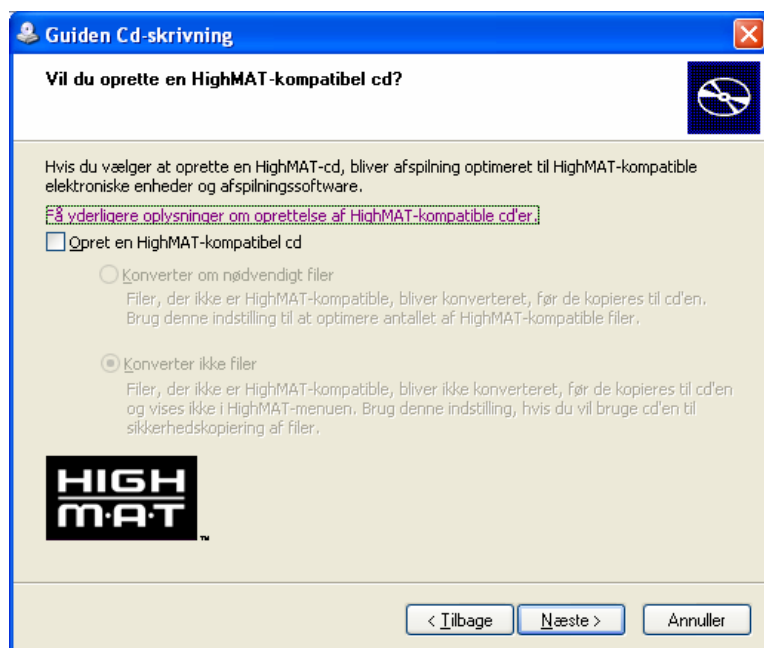 Guiden Cd-skrivning
Vil du oprette en HighMAT-kompatibel cd?
Hvis du vælger at oprette en HighMAT-cd, bliver afspilning optimeret til HighMAT-kompatible
elektroniske enheder og afspilningssoftware.
Få yderligere oplysninger om oprettelse af HighMAT-kompatible cd'er.
Opret en HighMAT-kompatibel cd
Konverter om nødvendigt filer
Filer, der ikke er HighMAT-kompatible, bliver konverteret, før de kopieres til cd'en.
Brug denne indstilling til at optimere antallet af HighMAT-kompatible filer.
Konverter ikke filer
Filer, der ikke er HighMAT-kompatible, bliver ikke konverteret, før de kopieres til cd'en
og vises ikke i HighMAT-menuen. Brug denne indstilling, hvis du vil bruge cd'en til
sikkerhedskopiering af filer.
HIGH
M·A·T
™
< Tilbage Næste > Annuller